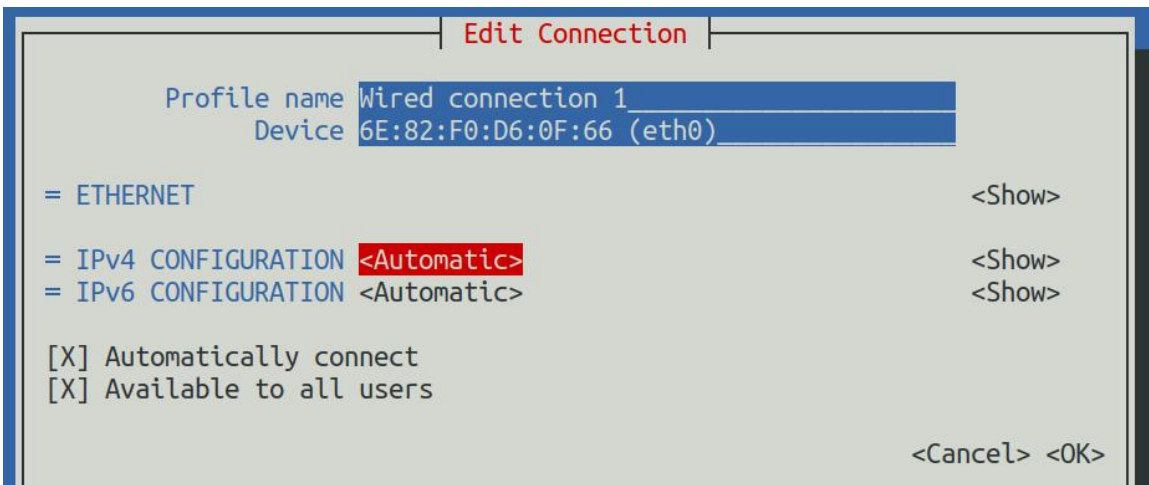 Edit Connection
Profile name Wired connection 1
Device 6E:82:F0:D6:0F:66 (eth0)
= ETHERNET <Show>
= IPv4 CONFIGURATION <Automatic> <Show>
= IPv6 CONFIGURATION <Automatic> <Show>
[X] Automatically connect
[X] Available to all users
<Cancel> <OK>